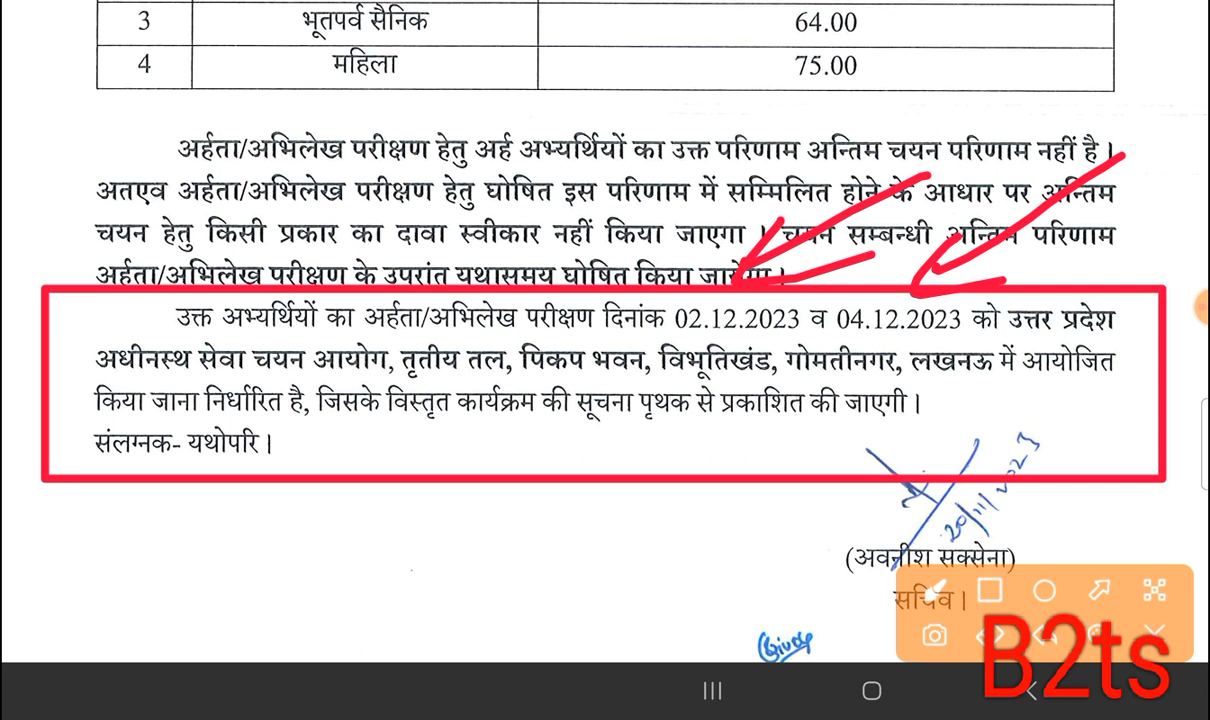 3 भूतपर्व सैनिक 64.00
4 महिला 75.00
अर्हता/अभिलेख परीक्षण हेतु अर्ह अभ्यर्थियों का उक्त परिणाम अन्तिम चयन परिणाम नहीं है।
अतएव अर्हता/अभिलेख परीक्षण हेतु घोषित इस परिणाम में सम्मिलित होने के आधार पर अन्तिम
चयन हेतु किसी प्रकार का दावा स्वीकार नहीं किया जाएगा। चयन सम्बन्धी अन्तिम परिणाम
अर्हता/अभिलेख परीक्षण के उपरांत यथासमय घोषित किया जायेगा।
उक्त अभ्यर्थियों का अर्हता/अभिलेख परीक्षण दिनांक 02.12.2023 व 04.12.2023 को उत्तर प्रदेश
अधीनस्थ सेवा चयन आयोग, तृतीय तल, पिकप भवन, विभूतिखंड, गोमतीनगर, लखनऊ में आयोजित
किया जाना निर्धारित है, जिसके विस्तृत कार्यक्रम की सूचना पृथक से प्रकाशित की जाएगी।
संलग्नक- यथोपरि।
20/11/2023
(अवनीश सक्सेना)
सचिव।
B2ts